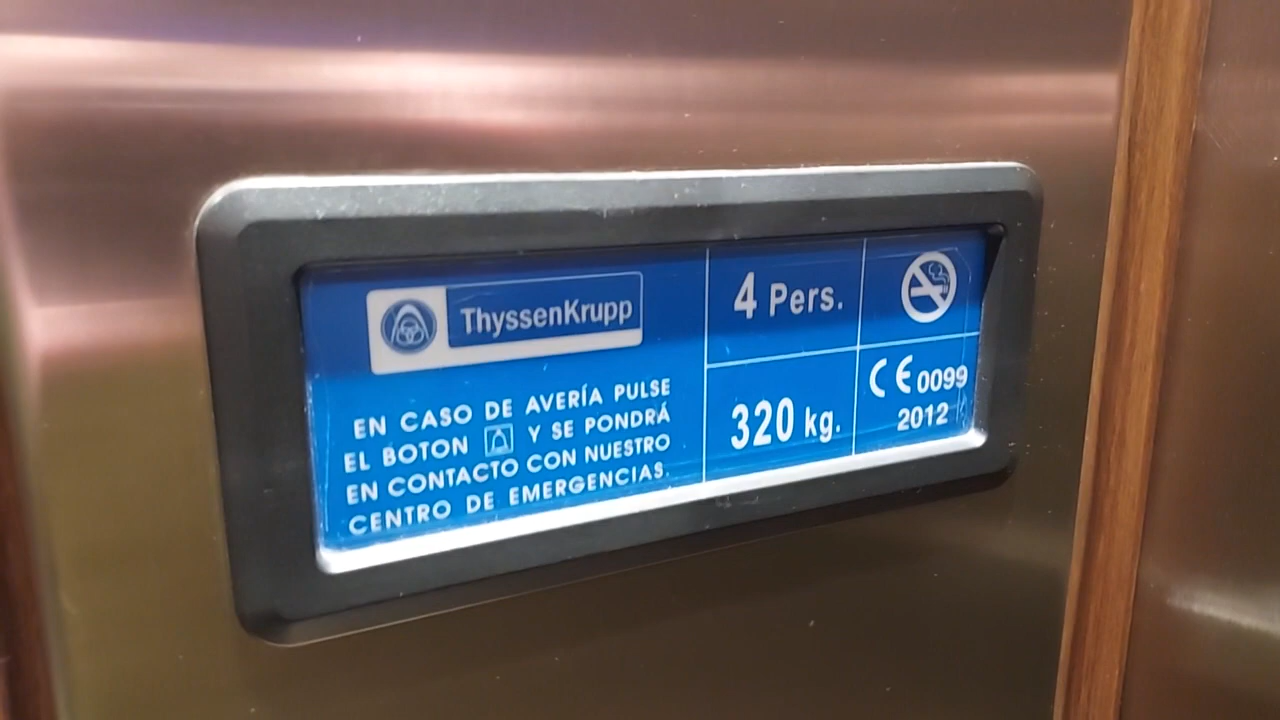 ThyssenKrupp
EN CASO DE AVERÍA PULSE
EL BOTON Y SE PONDRÁ
EN CONTACTO CON NUESTRO
CENTRO DE EMERGENCIAS.
4 Pers.
320 kg.
CE 0099
2012